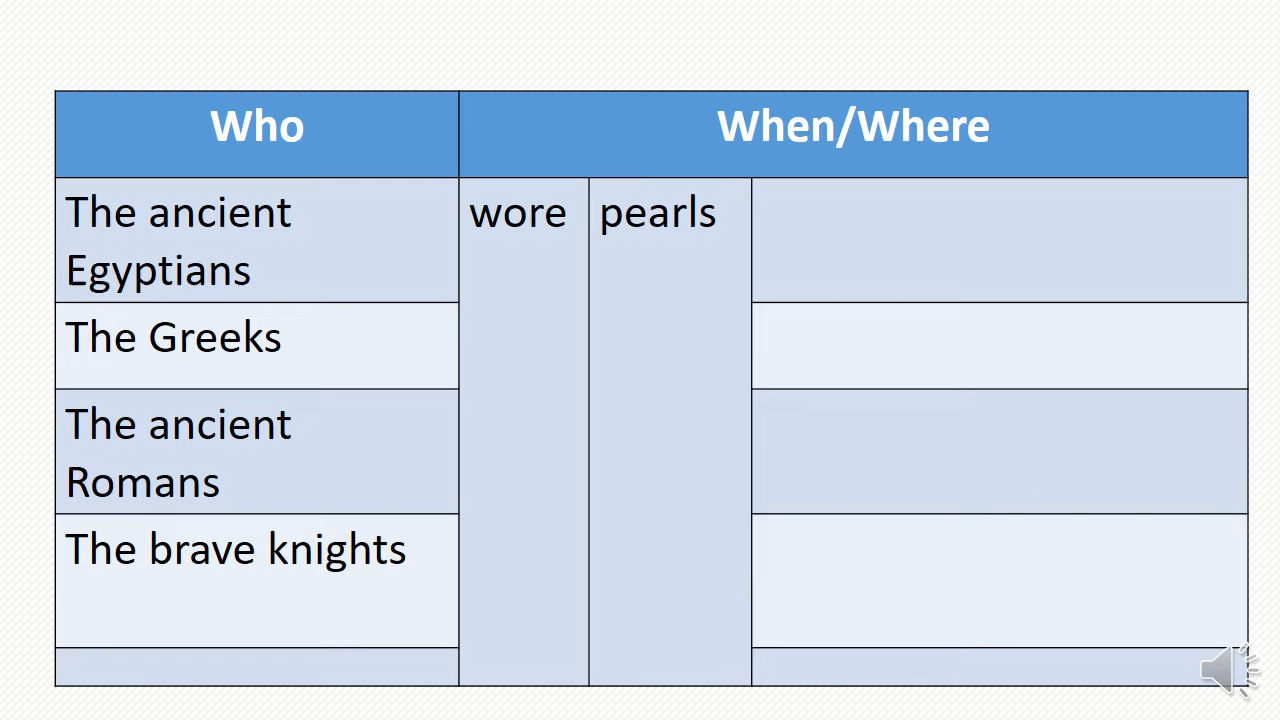 Who When/Where
The ancient wore pearls
Egyptians
The Greeks
The ancient
Romans
The brave knights